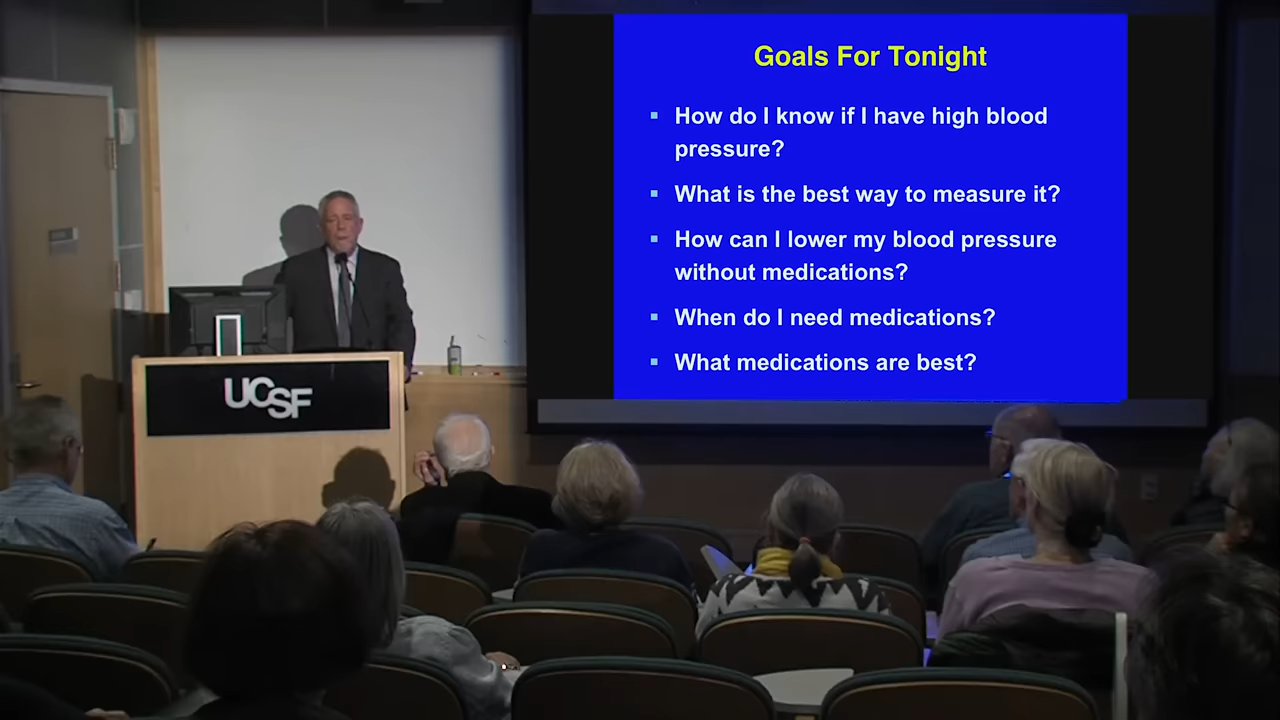 Goals For Tonight
How do I know if I have high blood
pressure?
What is the best way to measure it?
How can I lower my blood pressure
without medications?
When do I need medications?
What medications are best?
UCSF